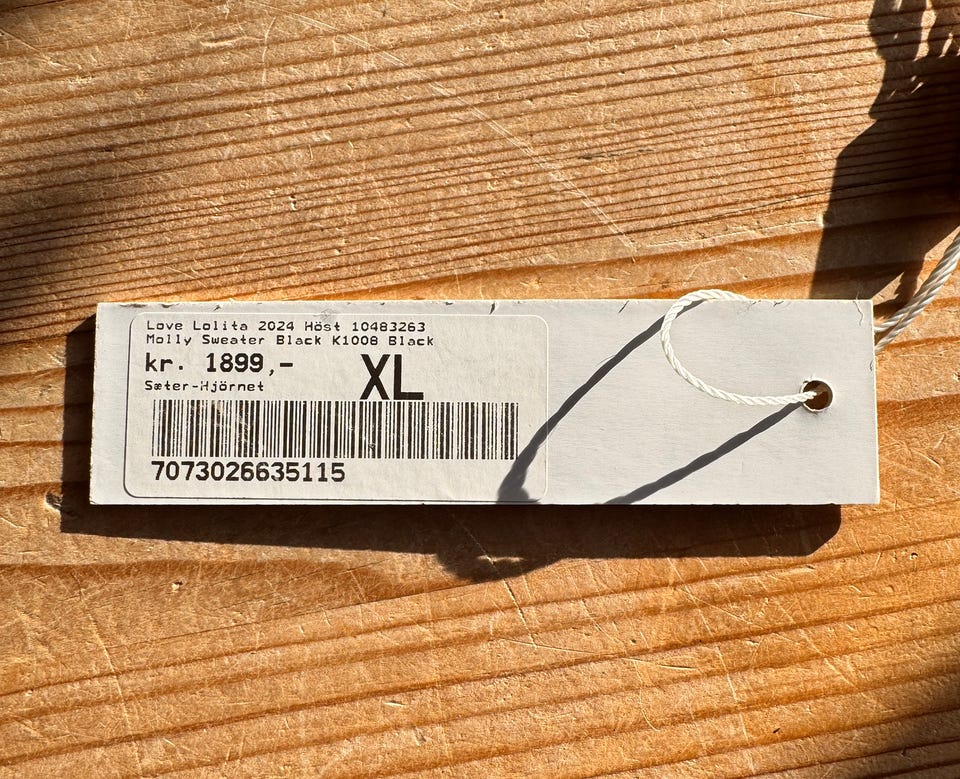 Love Lolita 2024 Höst 10483263
Molly Sweater Black K1008 Black
kr. 1899,-
XL
Sæter-Hjörnet
7073026635115